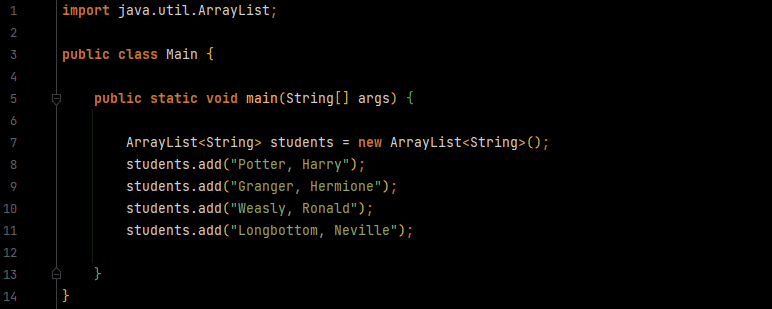 1 import java.util.ArrayList;
2
3 public class Main {
4
5 public static void main(String[] args) {
6
7 ArrayList<String> students = new ArrayList<String>();
8 students.add("Potter, Harry");
9 students.add("Granger, Hermione");
10 students.add("Weasly, Ronald");
11 students.add("Longbottom, Neville");
12
13 }
14 }